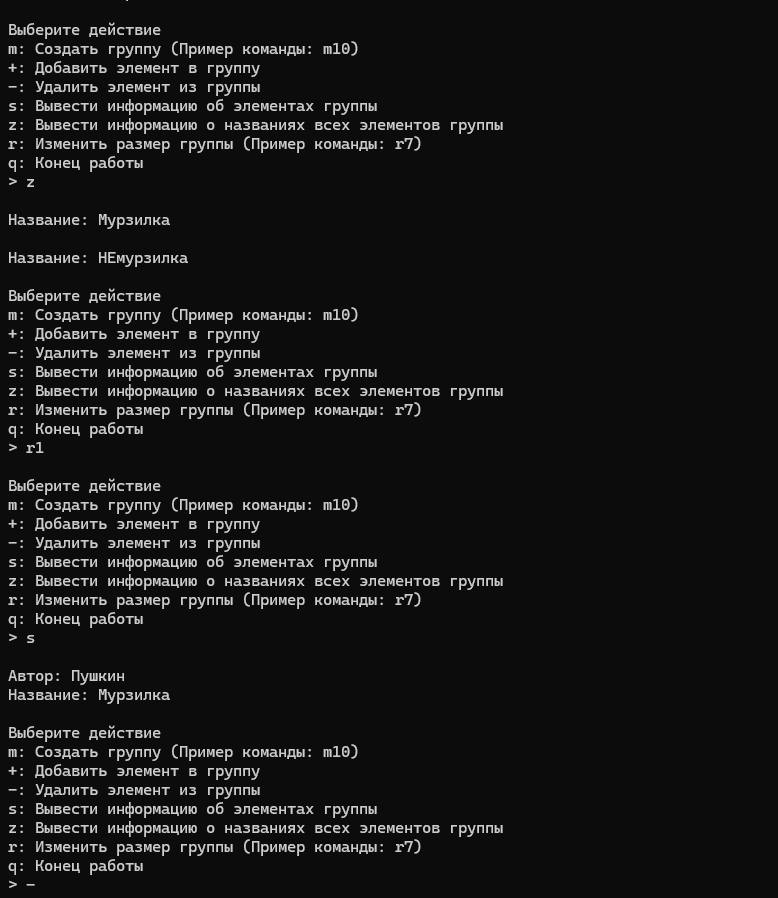 Выберите действие
m: Создать группу (Пример команды: m10)
+: Добавить элемент в группу
-: Удалить элемент из группы
s: Вывести информацию об элементах группы
z: Вывести информацию о названиях всех элементов группы
r: Изменить размер группы (Пример команды: r7)
q: Конец работы
> z
Название: Мурзилка
Название: НЕмурзилка
Выберите действие
m: Создать группу (Пример команды: m10)
+: Добавить элемент в группу
-: Удалить элемент из группы
s: Вывести информацию об элементах группы
z: Вывести информацию о названиях всех элементов группы
r: Изменить размер группы (Пример команды: r7)
q: Конец работы
> r1
Выберите действие
m: Создать группу (Пример команды: m10)
+: Добавить элемент в группу
-: Удалить элемент из группы
s: Вывести информацию об элементах группы
z: Вывести информацию о названиях всех элементов группы
r: Изменить размер группы (Пример команды: r7)
q: Конец работы
> s
Автор: Пушкин
Название: Мурзилка
Выберите действие
m: Создать группу (Пример команды: m10)
+: Добавить элемент в группу
-: Удалить элемент из группы
s: Вывести информацию об элементах группы
z: Вывести информацию о названиях всех элементов группы
r: Изменить размер группы (Пример команды: r7)
q: Конец работы
> -